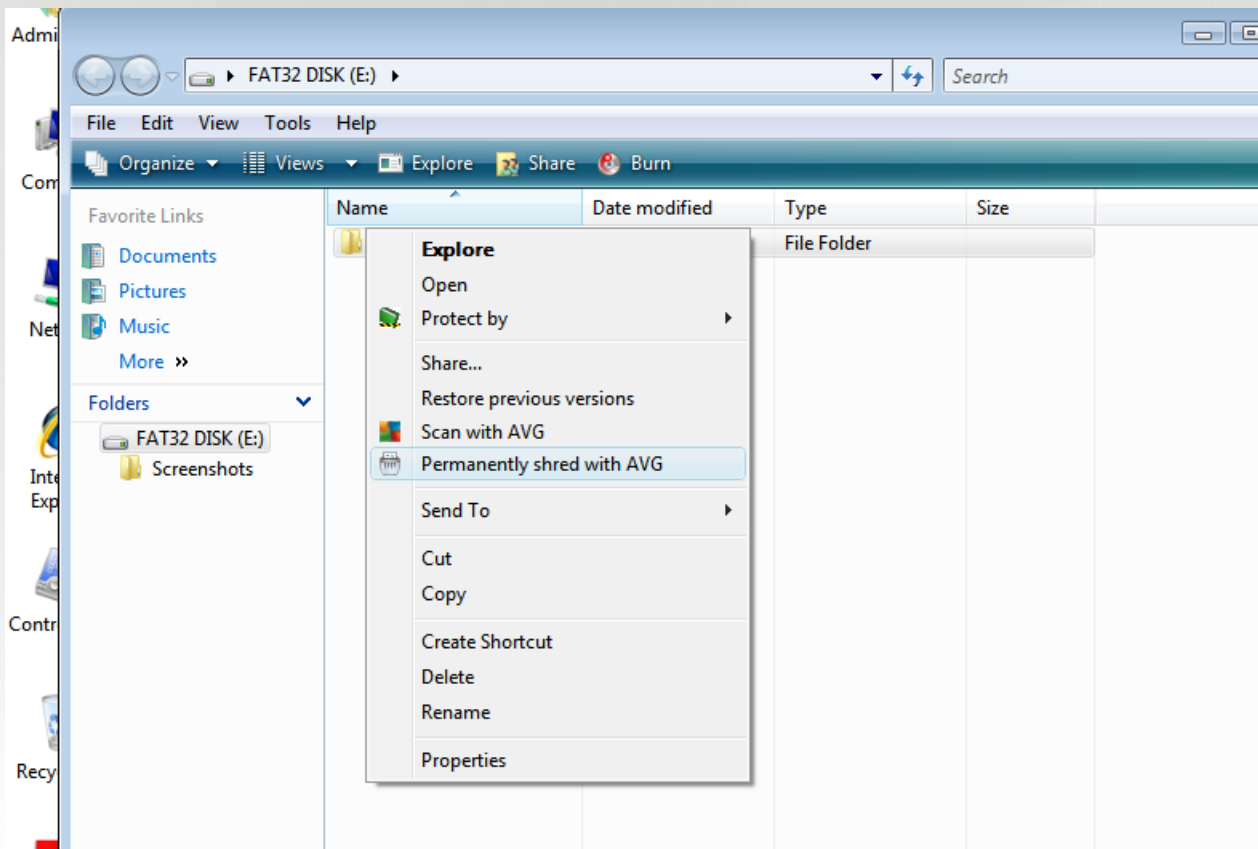 Admi
FAT32 DISK (E:)
Search
File Edit View Tools Help
Organize Views Explore Share Burn
Com
Favorite Links
Name Date modified Type Size
Documents
File Folder
Pictures
Music
More »
Net
Folders
FAT32 DISK (E:)
Screenshots
Inte
Exp
Contr
Recy
Explore
Open
Protect by
Share...
Restore previous versions
Scan with AVG
Permanently shred with AVG
Send To
Cut
Copy
Create Shortcut
Delete
Rename
Properties